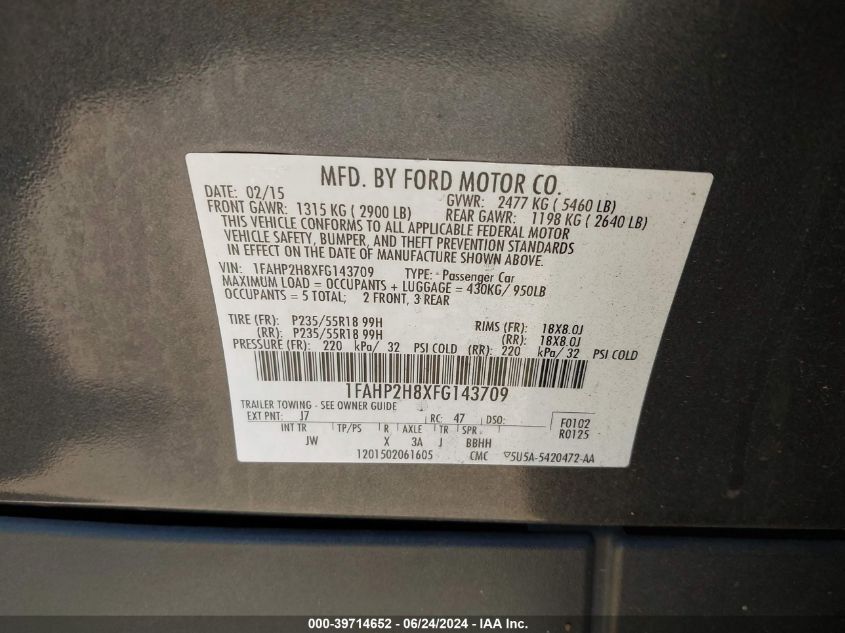 MFD. BY FORD MOTOR CO.
DATE: 02/15 GVWR: 2477 KG ( 5460 LB)
FRONT GAWR: 1315 KG ( 2900 LB) REAR GAWR: 1198 KG ( 2640 LB)
THIS VEHICLE CONFORMS TO ALL APPLICABLE FEDERAL MOTOR
VEHICLE SAFETY, BUMPER, AND THEFT PREVENTION STANDARDS
IN EFFECT ON THE DATE OF MANUFACTURE SHOWN ABOVE.
VIN: 1FAHP2H8XFG143709 TYPE: Passenger Car
MAXIMUM LOAD = OCCUPANTS + LUGGAGE = 430KG/ 950LB
OCCUPANTS = 5 TOTAL; 2 FRONT, 3 REAR
TIRE (FR): P235/55R18 99H RIMS (FR): 18X8.0J
(RR): P235/55R18 99H (RR): 18X8.0J
PRESSURE (FR): 220 kPa/ 32 PSI COLD (RR): 220 kPa/ 32 PSI COLD
1FAHP2H8XFG143709
TRAILER TOWING - SEE OWNER GUIDE
EXT PNT: J7 RC: 47 DSO: F0102
INT TR TP/PS R AXLE TR SPR R0125
JW X 3A J BBHH
1201502061605 CMC 5U5A-5420472-AA
000-39714652 - 06/24/2024 - IAA Inc.